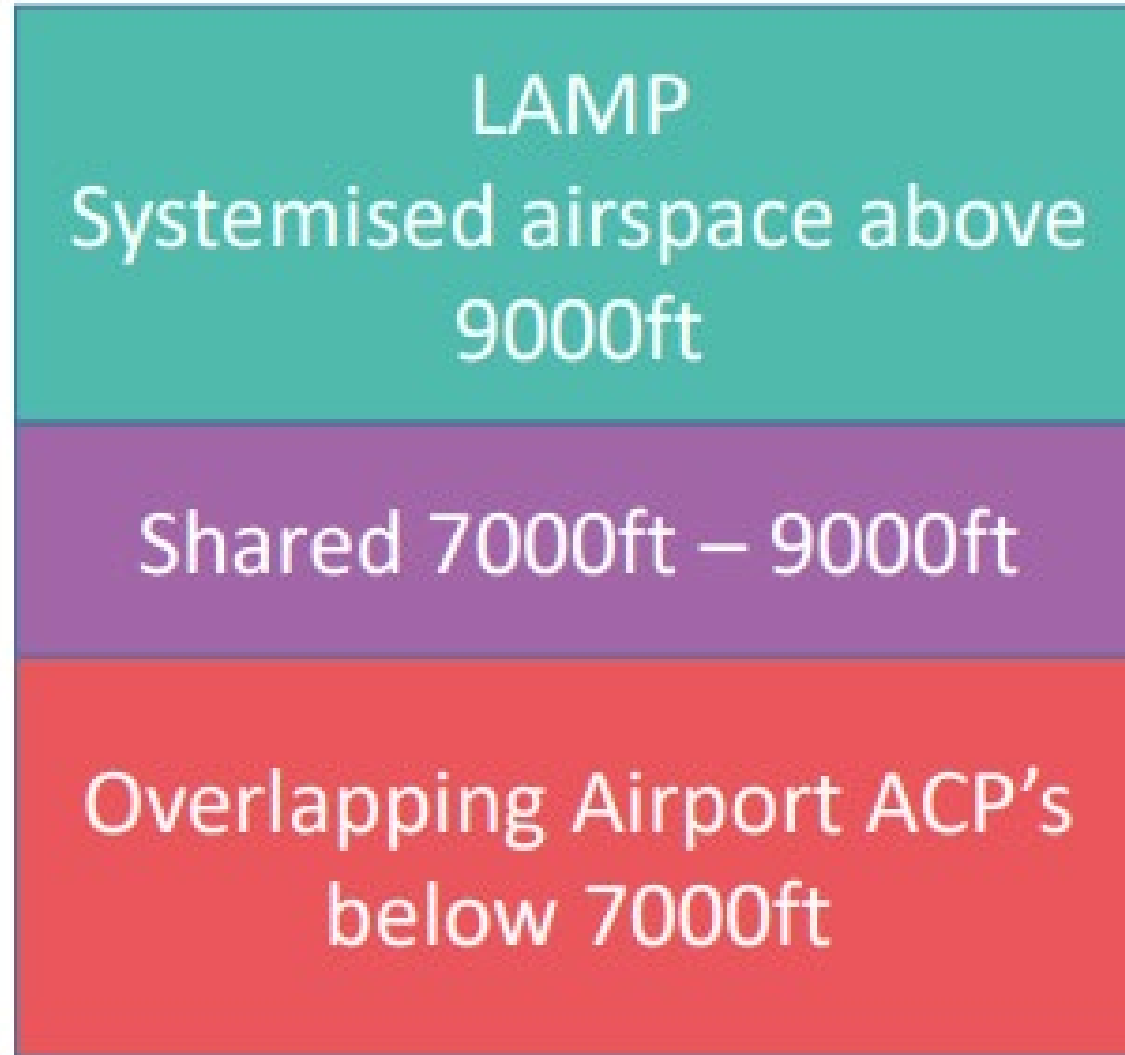 LAMP
Systemised airspace above
9000ft
Shared 7000ft – 9000ft
Overlapping Airport ACP’s
below 7000ft